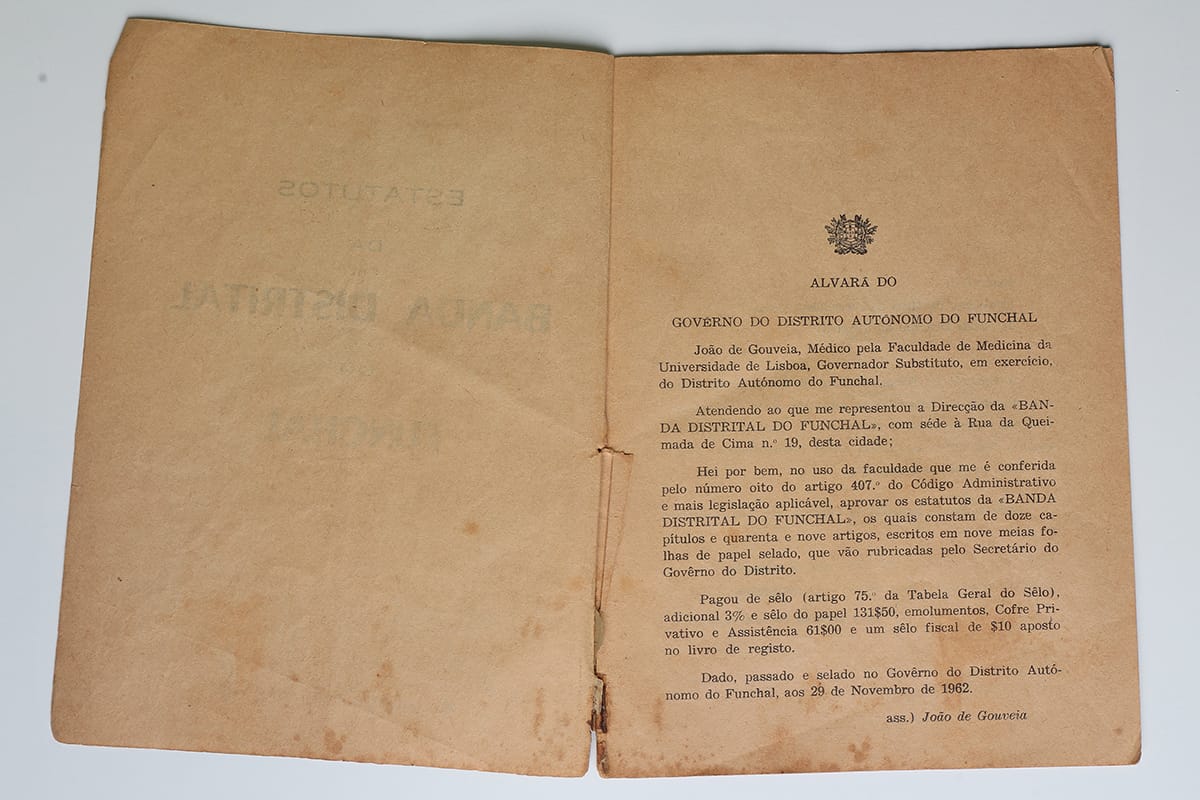 ESTATUTOS
DA
BANDA DISTRITAL
DO
FUNCHAL
ALVARÁ DO
GOVÊRNO DO DISTRITO AUTÓNOMO DO FUNCHAL
João de Gouveia, Médico pela Faculdade de Medicina da
Universidade de Lisboa, Governador Substituto, em exercício,
do Distrito Autónomo do Funchal.
Atendendo ao que me representou a Direcção da «BAN-
DA DISTRITAL DO FUNCHAL», com séde à Rua da Quei-
mada de Cima n.º 19, desta cidade;
Hei por bem, no uso da faculdade que me é conferida
pelo número oito do artigo 407.º do Código Administrativo
e mais legislação aplicável, aprovar os estatutos da «BANDA
DISTRITAL DO FUNCHAL», os quais constam de doze ca-
pítulos e quarenta e nove artigos, escritos em nove meias fo-
lhas de papel selado, que vão rubricadas pelo Secretário do
Govêrno do Distrito.
Pagou de sêlo (artigo 75.º da Tabela Geral do Sêlo),
adicional 3% e sêlo do papel 131$50, emolumentos, Cofre Pri-
vativo e Assistência 61$00 e um sêlo fiscal de $10 aposto
no livro de registo.
Dado, passado e selado no Govêrno do Distrito Autó-
nomo do Funchal, aos 29 de Novembro de 1962.
ass.) João de Gouveia